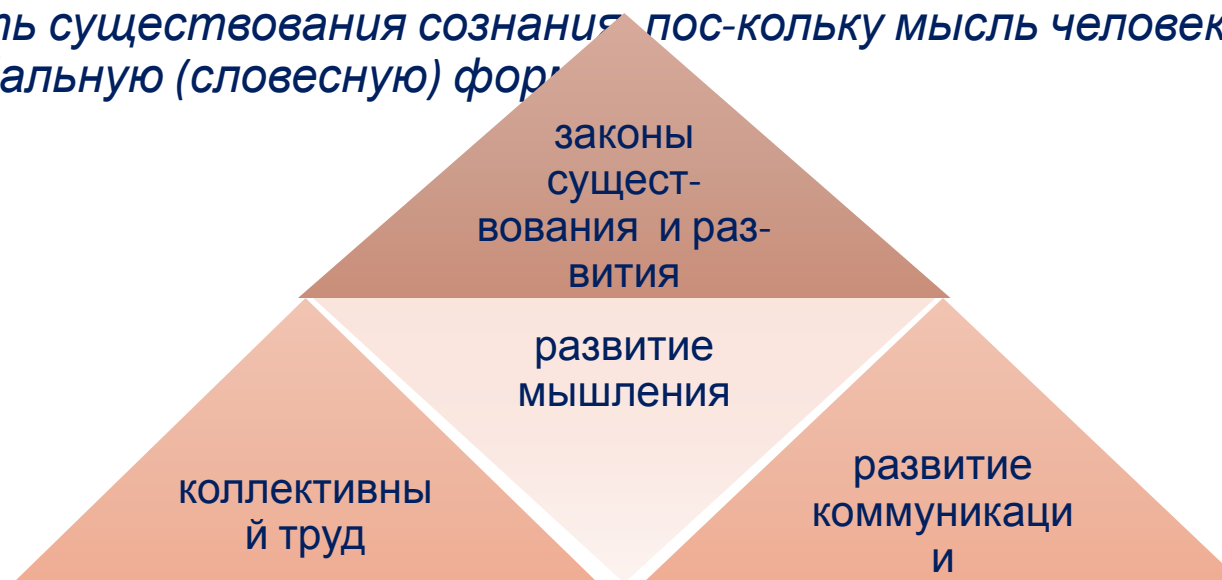 ть существования сознания, пос-кольку мысль человек
альную (словесную) фор
законы
сущест-
вования и раз-
вития
развитие
мышления
коллективны
й труд
развитие
коммуникаци
и